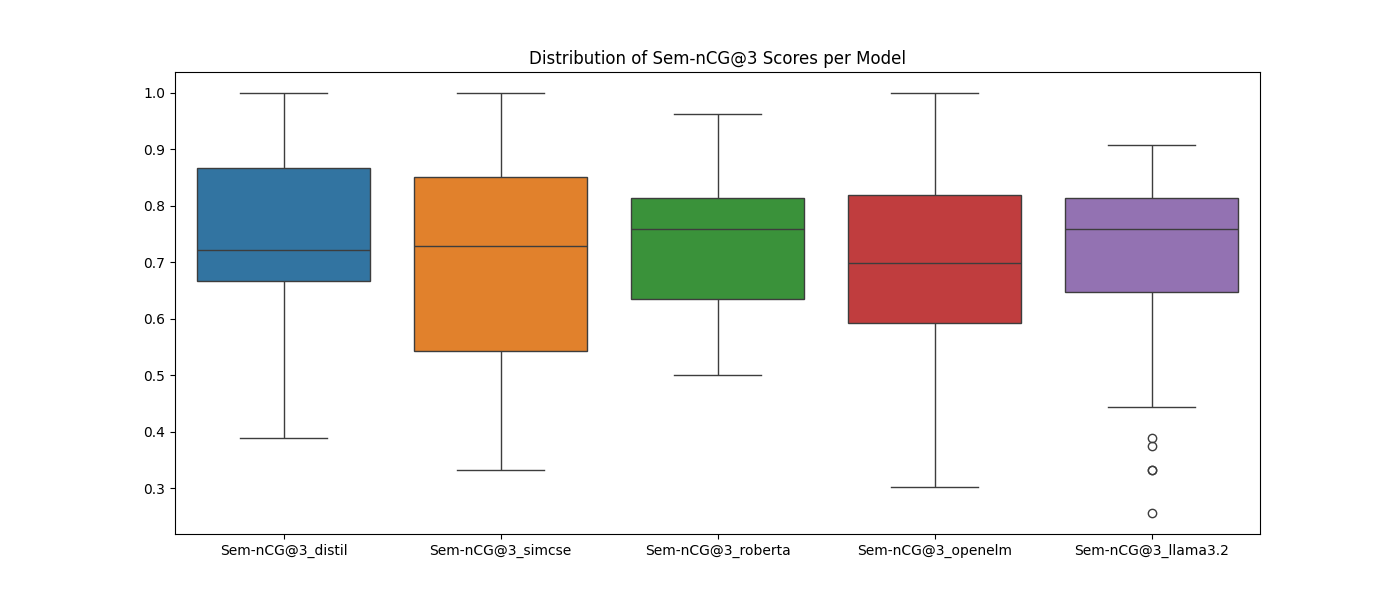 Distribution of Sem-nCG@3 Scores per Model
1.0
0.9
0.8
0.7
0.6
0.5
0.4
0.3
Sem-nCG@3_distil
Sem-nCG@3_simcse
Sem-nCG@3_roberta
Sem-nCG@3_openelm
Sem-nCG@3_llama3.2